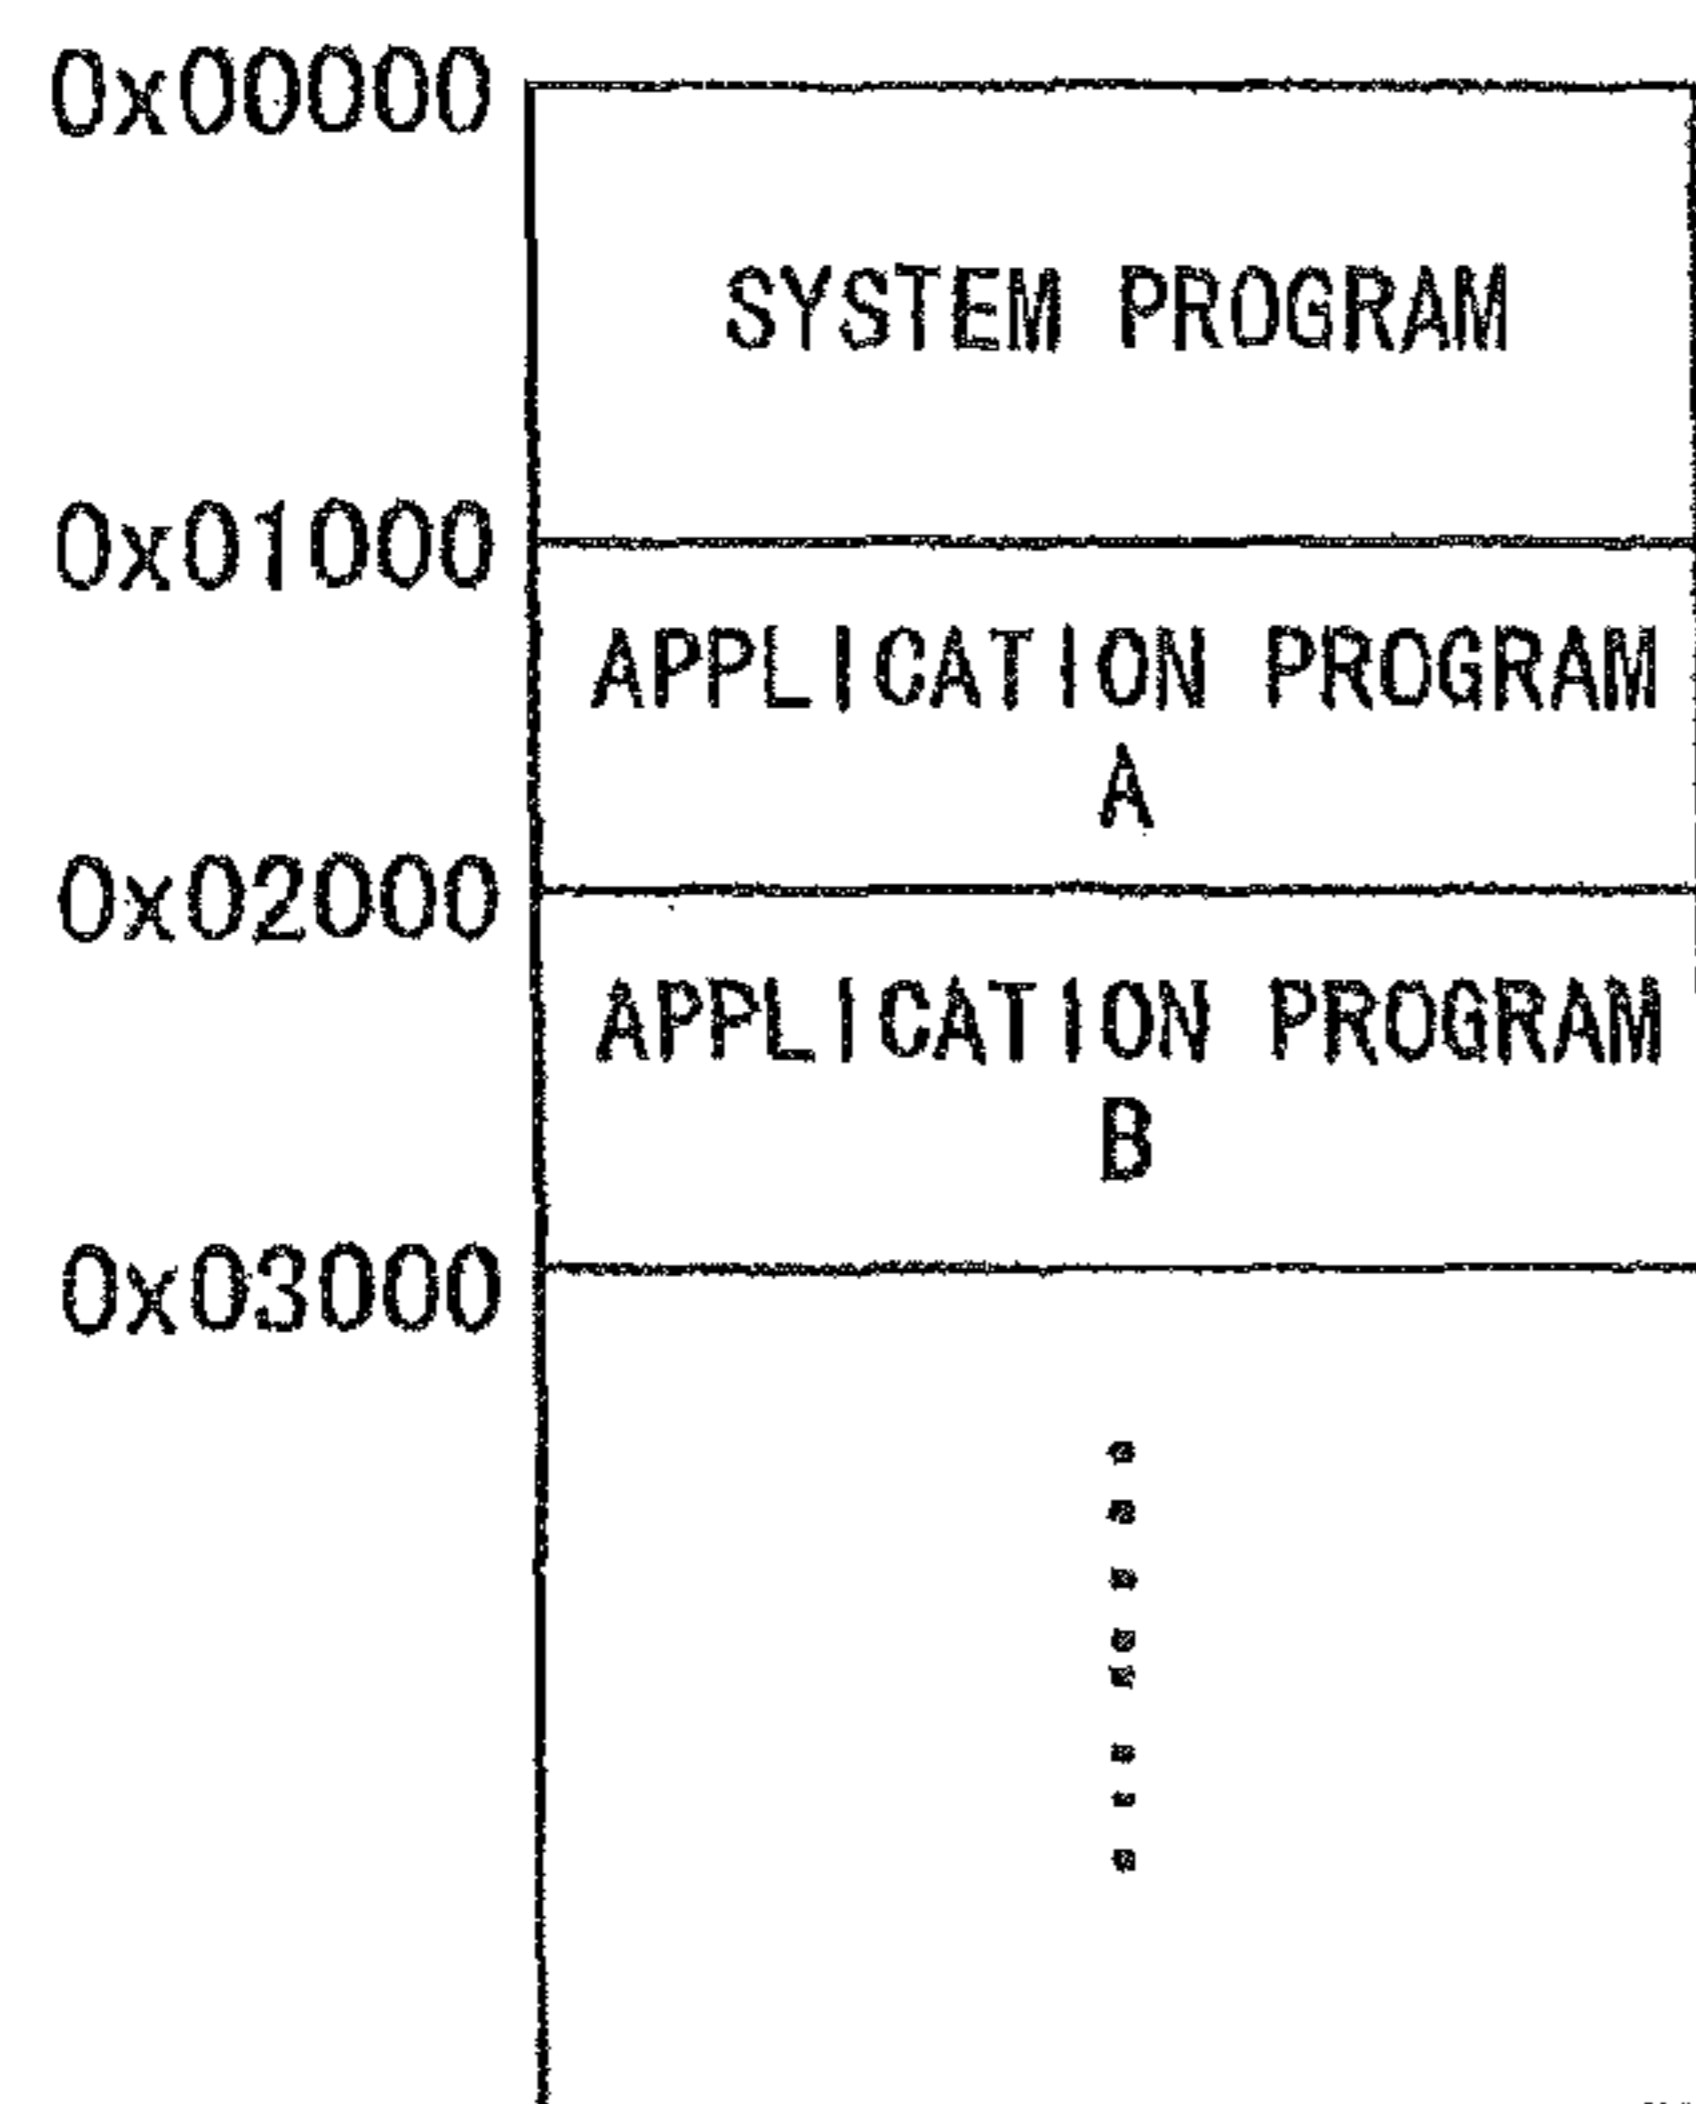 0x00000
SYSTEM PROGRAM
0x01000
APPLICATION PROGRAM
A
0x02000
APPLICATION PROGRAM
B
0x03000